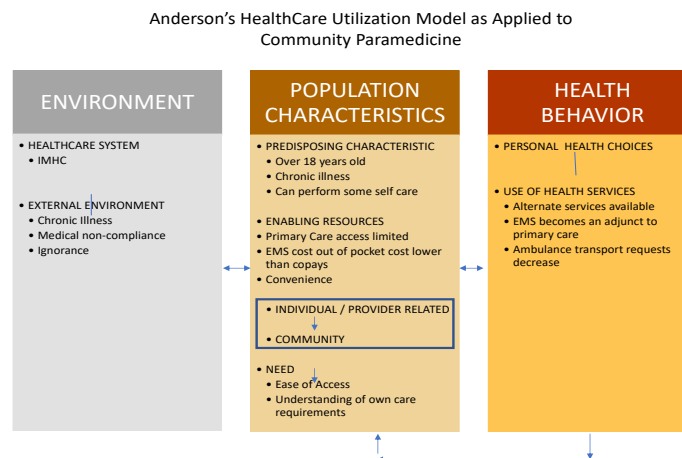 Anderson's HealthCare Utilization Model as Applied to
Community Paramedicine
ENVIRONMENT
• HEALTHCARE SYSTEM
• IMHC
• EXTERNAL ENVIRONMENT
• Chronic Illness
• Medical non-compliance
• Ignorance
POPULATION
CHARACTERISTICS
• PREDISPOSING CHARACTERISTIC
• Over 18 years old
• Chronic illness
• Can perform some self care
• ENABLING RESOURCES
• Primary Care access limited
• EMS cost out of pocket cost lower
than copays
• Convenience
• INDIVIDUAL / PROVIDER RELATED
• COMMUNITY
• NEED
• Ease of Access
• Understanding of own care
requirements
HEALTH
BEHAVIOR
• PERSONAL HEALTH CHOICES
• USE OF HEALTH SERVICES
• Alternate services available
• EMS becomes an adjunct to
primary care
• Ambulance transport requests
decrease